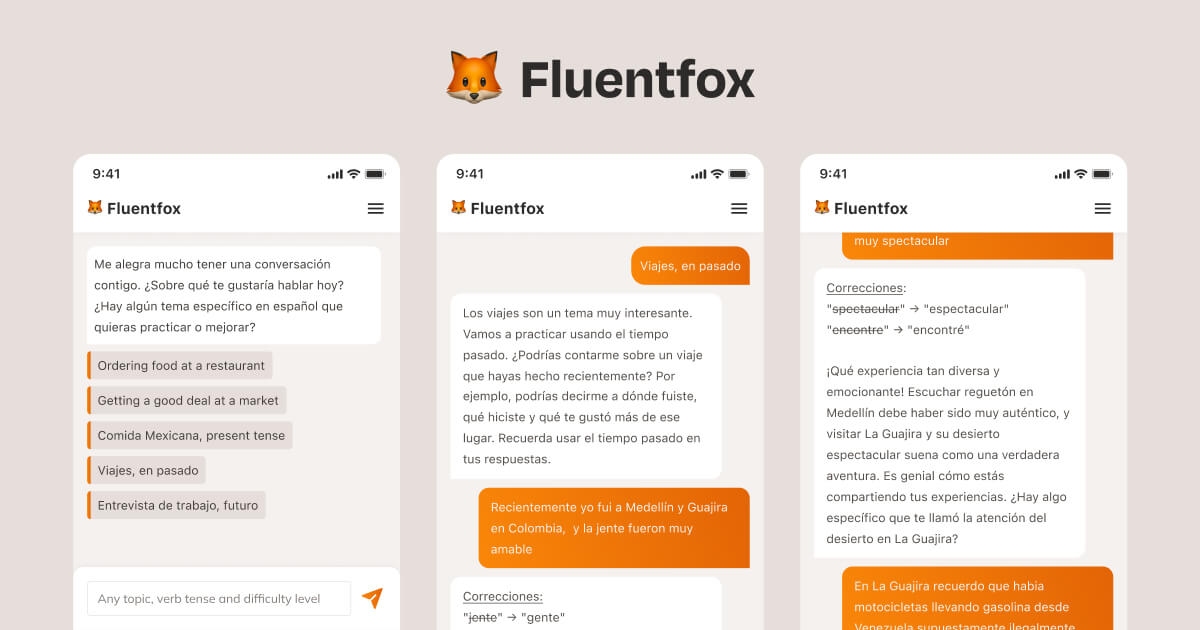 Fluentfox
9:41
Fluentfox
Me alegra mucho tener una conversación
contigo. ¿Sobre qué te gustaría hablar hoy?
¿Hay algún tema específico en español que
quieras practicar o mejorar?
Ordering food at a restaurant
Getting a good deal at a market
Comida Mexicana, present tense
Viajes, en pasado
Entrevista de trabajo, futuro
Any topic, verb tense and difficulty level
9:41
Fluentfox
Viajes, en pasado
Los viajes son un tema muy interesante.
Vamos a practicar usando el tiempo
pasado. ¿Podrías contarme sobre un viaje
que hayas hecho recientemente? Por
ejemplo, podrías decirme a dónde fuiste,
qué hiciste y qué te gustó más de ese
lugar. Recuerda usar el tiempo pasado en
tus respuestas.
Recientemente yo fui a Medellín y Guajira
en Colombia,  y la jente fueron muy
amable
Correcciones:
"jente" → "gente"
9:41
Fluentfox
muy spectacular
Correcciones:
"spectacular" → "espectacular"
"encontre" → "encontré"
¡Qué experiencia tan diversa y
emocionante! Escuchar reguetón en
Medellín debe haber sido muy auténtico, y
visitar La Guajira y su desierto
espectacular suena como una verdadera
aventura. Es genial cómo estás
compartiendo tus experiencias. ¿Hay algo
específico que te llamó la atención del
desierto en La Guajira?
En La Guajira recuerdo que habia
motocicletas llevando gasolina desde
Venezuela supuestamente ilegalmente